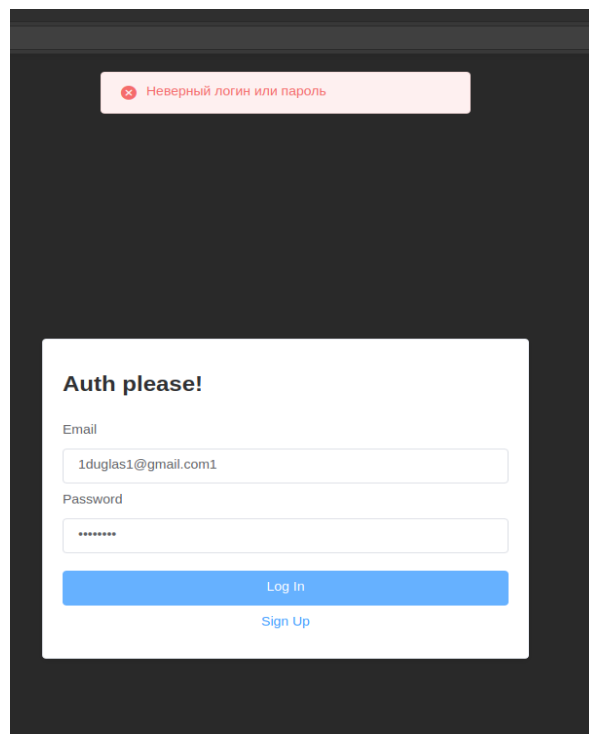 Неверный логин или пароль
Auth please!
Email
1duglas1@gmail.com1
Password
••••••••
Log In
Sign Up